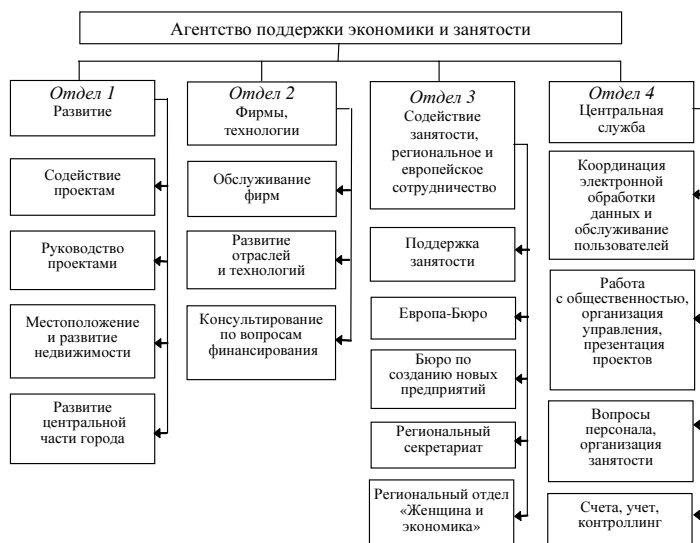 Агентство поддержки экономики и занятости
Отдел 1
Развитие
Содействие
проектам
Руководство
проектами
Местоположение
и развитие
недвижимости
Развитие
центральной
части города
Отдел 2
Фирмы,
технологии
Обслуживание
фирм
Развитие
отраслей
и технологий
Консультирование
по вопросам
финансирования
Отдел 3
Содействие
занятости,
региональное и
европейское
сотрудничество
Поддержка
занятости
Европа-Бюро
Бюро по
созданию новых
предприятий
Региональный
секретариат
Региональный отдел
«Женщина и
экономика»
Отдел 4
Центральная
служба
Координация
электронной
обработки
данных и
обслуживание
пользователей
Работа
с общественностью,
организация
управления,
презентация
проектов
Вопросы
персонала,
организация
занятости
Счета, учет,
контроллинг